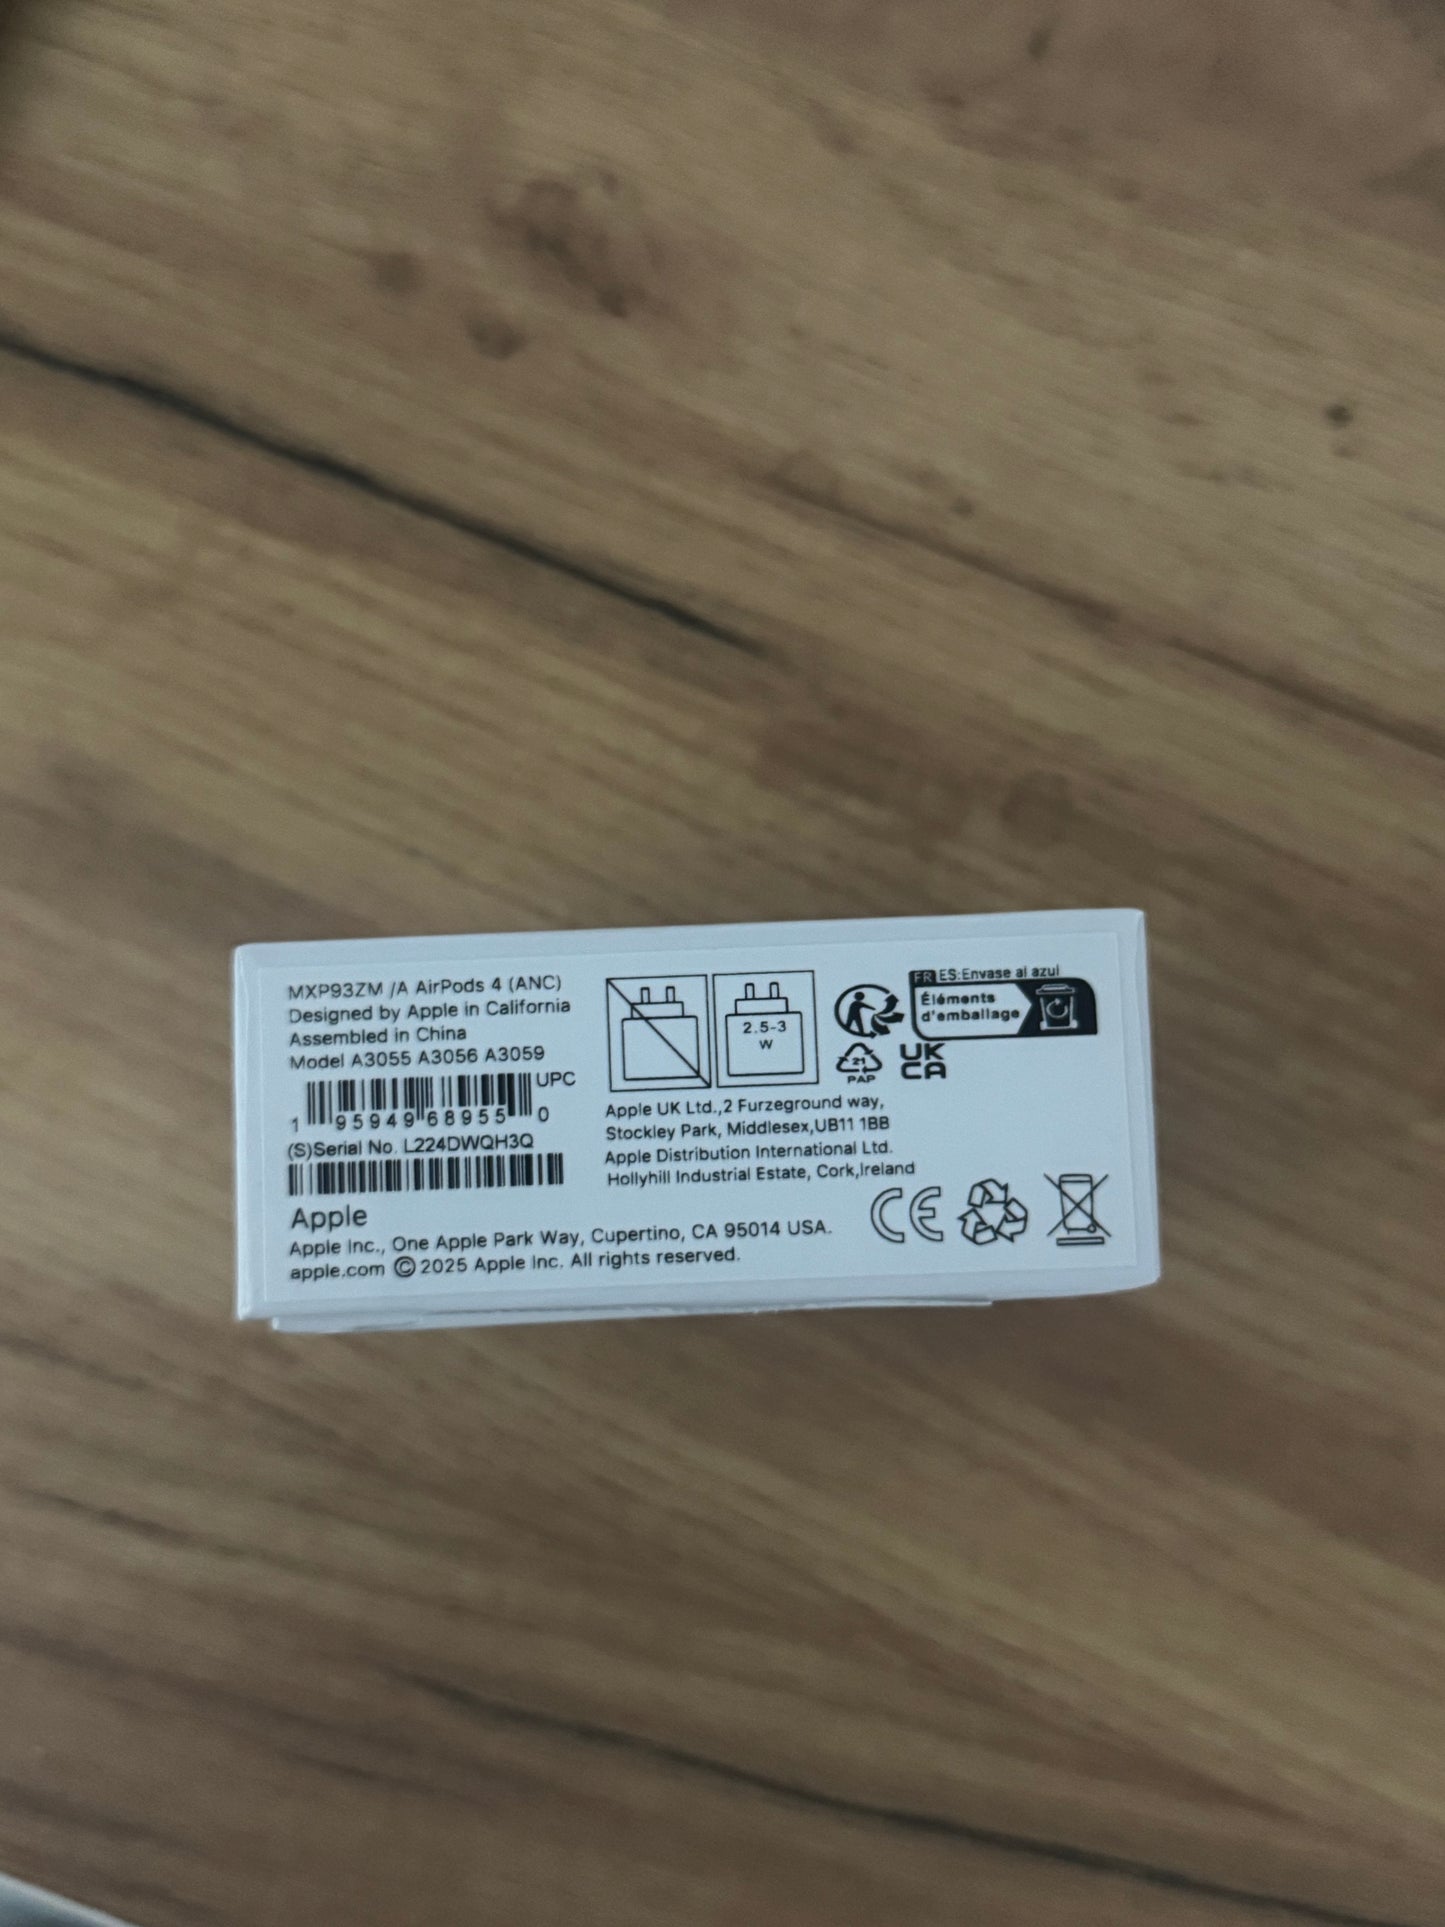 MXP93ZM /A AirPods 4 (ANC)
Designed by Apple in California
Assembled in China
Model A3055 A3056 A3059
UPC
1 95949 68955 0
(S)Serial No. L224DWQH3Q
Apple
Apple Inc., One Apple Park Way, Cupertino, CA 95014 USA.
apple.com ©2025 Apple Inc. All rights reserved.
2.5-3
W
FR ES:Envase al azul
Éléments
d'emballage
21
PAP
UK
CA
Apple UK Ltd.,2 Furzeground way,
Stockley Park, Middlesex,UB11 1BB
Apple Distribution International Ltd.
Hollyhill Industrial Estate, Cork,Ireland
CE